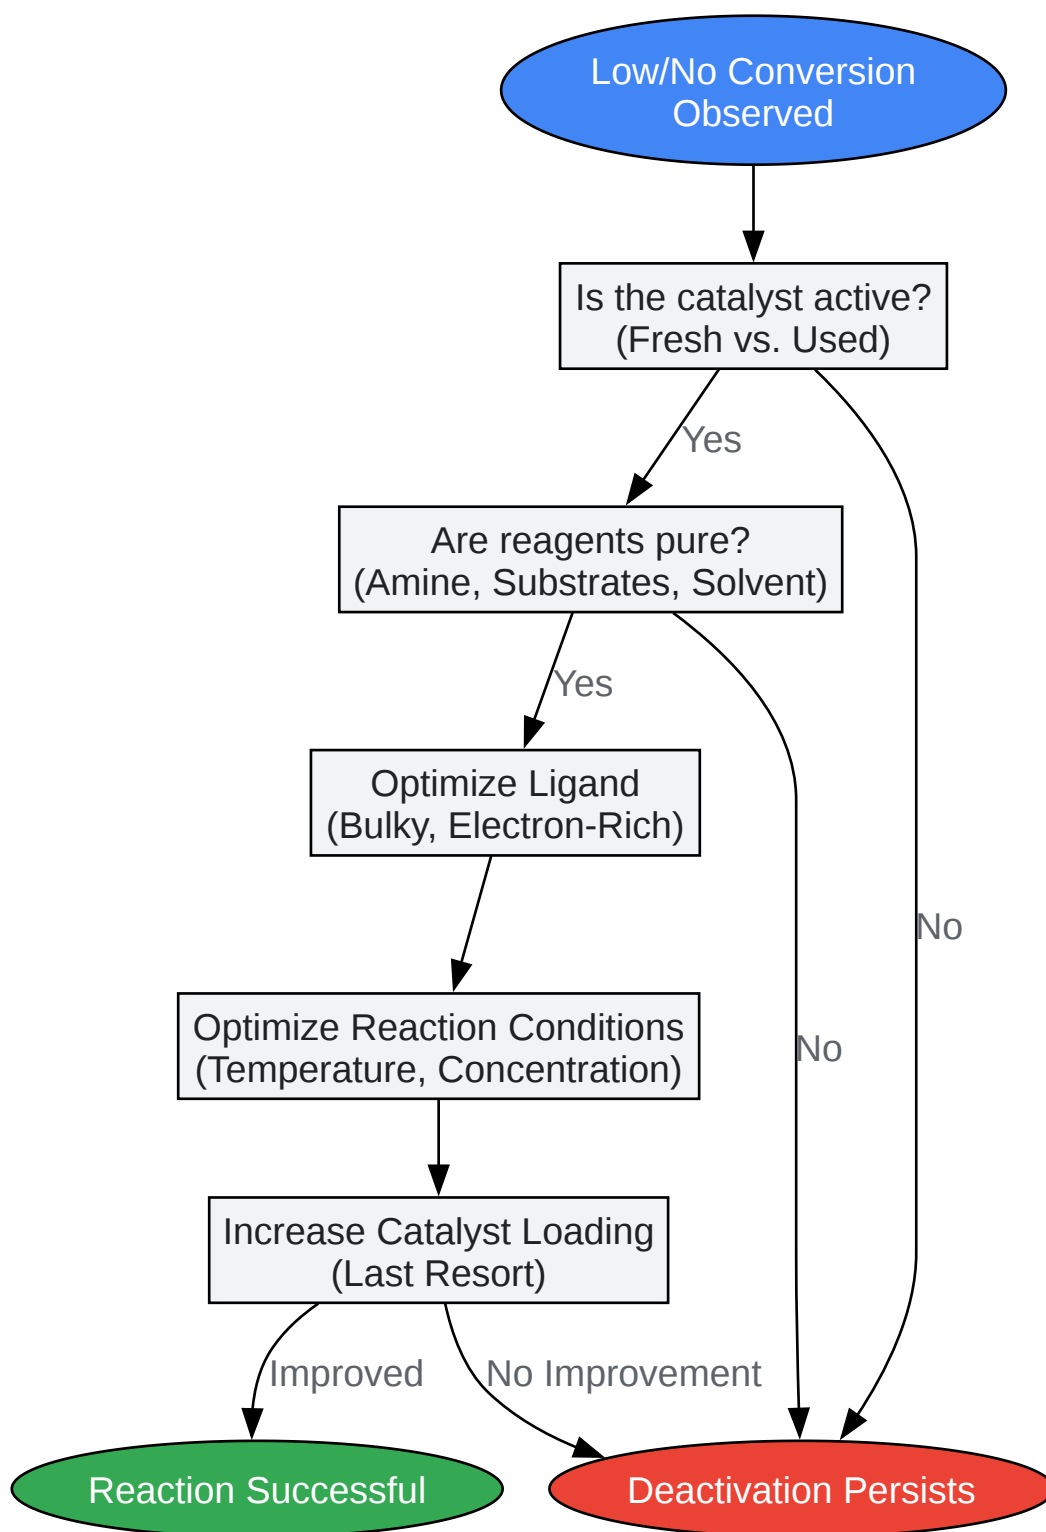 Low/No Conversion
Observed
Is the catalyst active?
(Fresh vs. Used)
Yes
Are reagents pure?
(Amine, Substrates, Solvent)
Yes
Optimize Ligand
(Bulky, Electron-Rich)
No
Optimize Reaction Conditions
(Temperature, Concentration)
No
Increase Catalyst Loading
(Last Resort)
Improved
No Improvement
Reaction Successful
Deactivation Persists